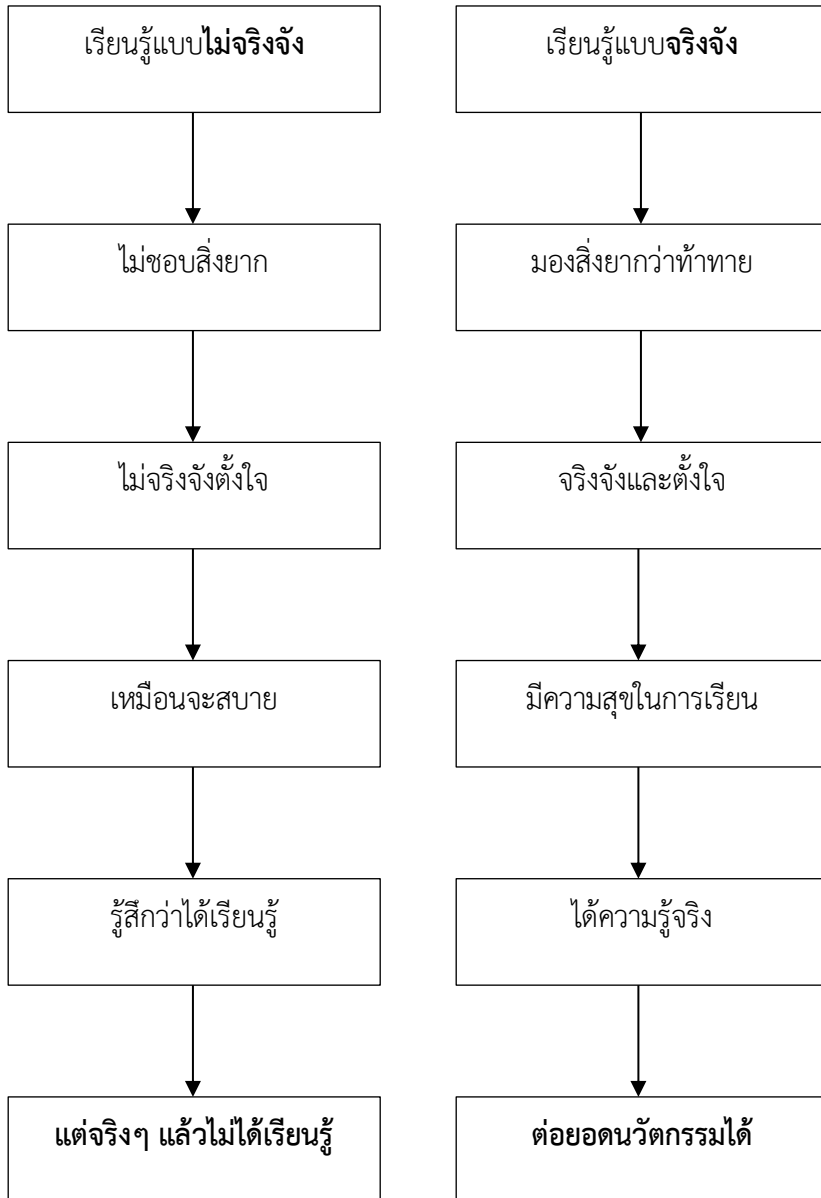 เรียนรู้แบบไม่จริงจัง
ไม่ชอบสิ่งยาก
ไม่จริงจังตั้งใจ
เหมือนจะสบาย
รู้สึกว่าได้เรียนรู้
แต่จริงๆ แล้วไม่ได้เรียนรู้
เรียนรู้แบบจริงจัง
มองสิ่งยากว่าท้าทาย
จริงจังและตั้งใจ
มีความสุขในการเรียน
ได้ความรู้จริง
ต่อยอดนวัตกรรมได้